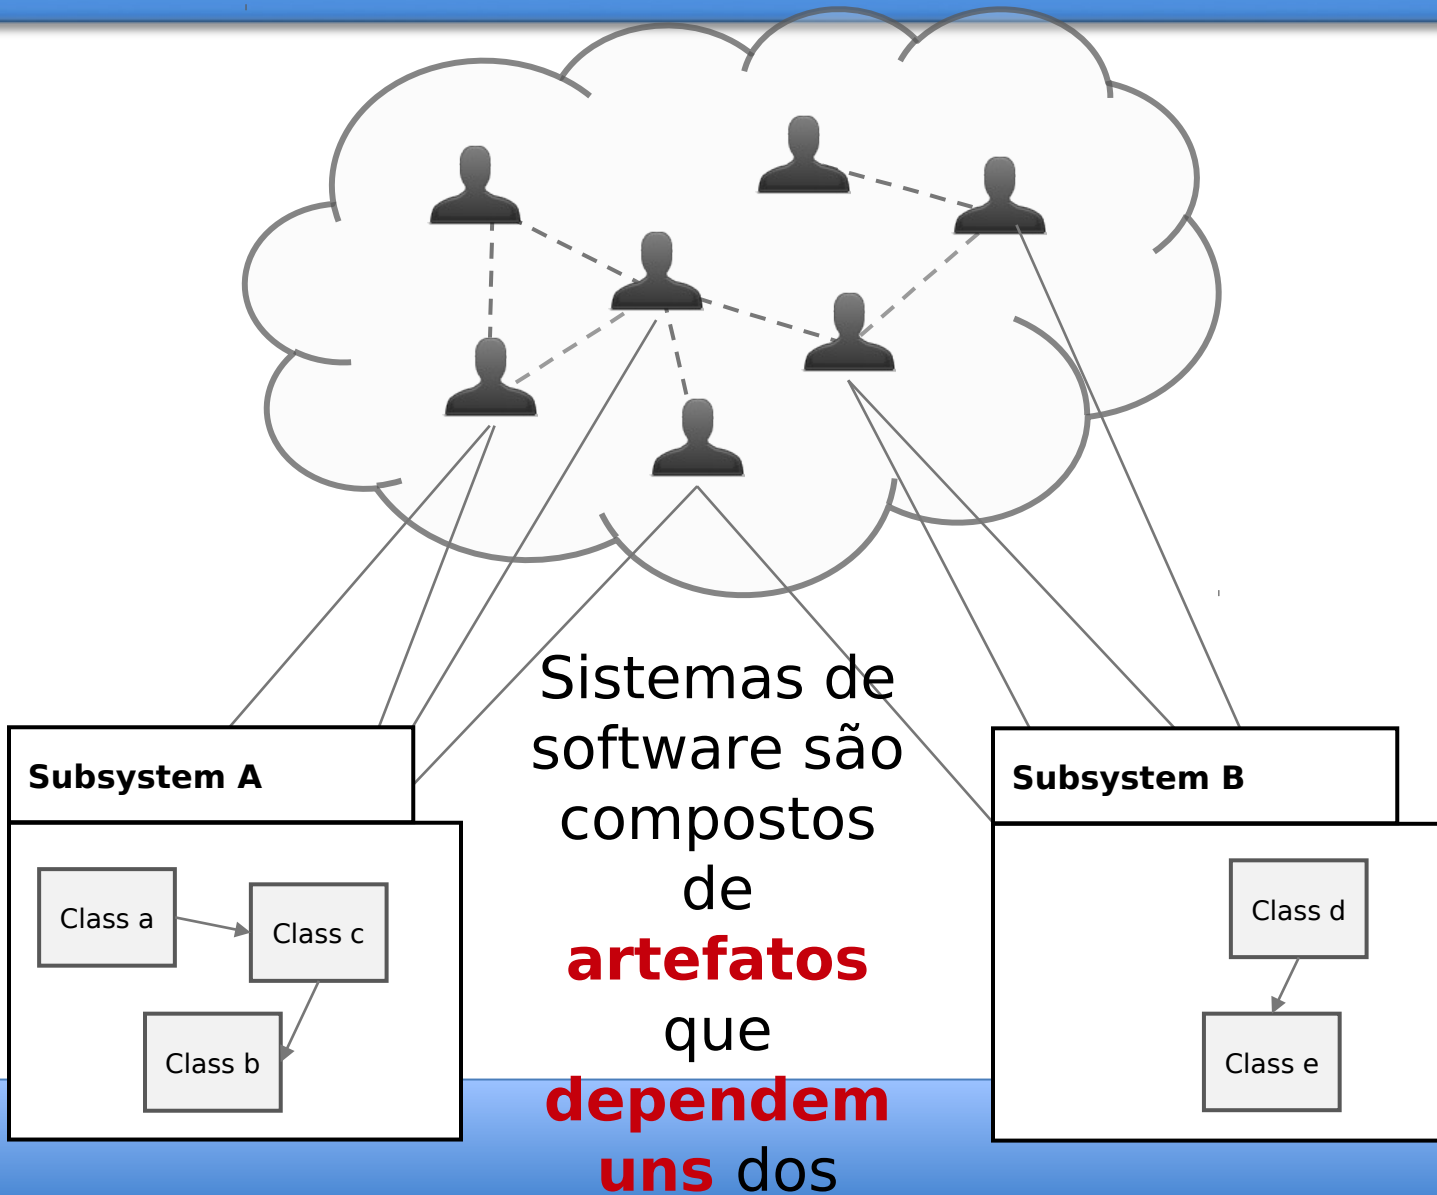 Sistemas de
software são
compostos
de
artefatos
que
dependem
uns dos
Subsystem A
Class a
Class c
Class b
Subsystem B
Class d
Class e